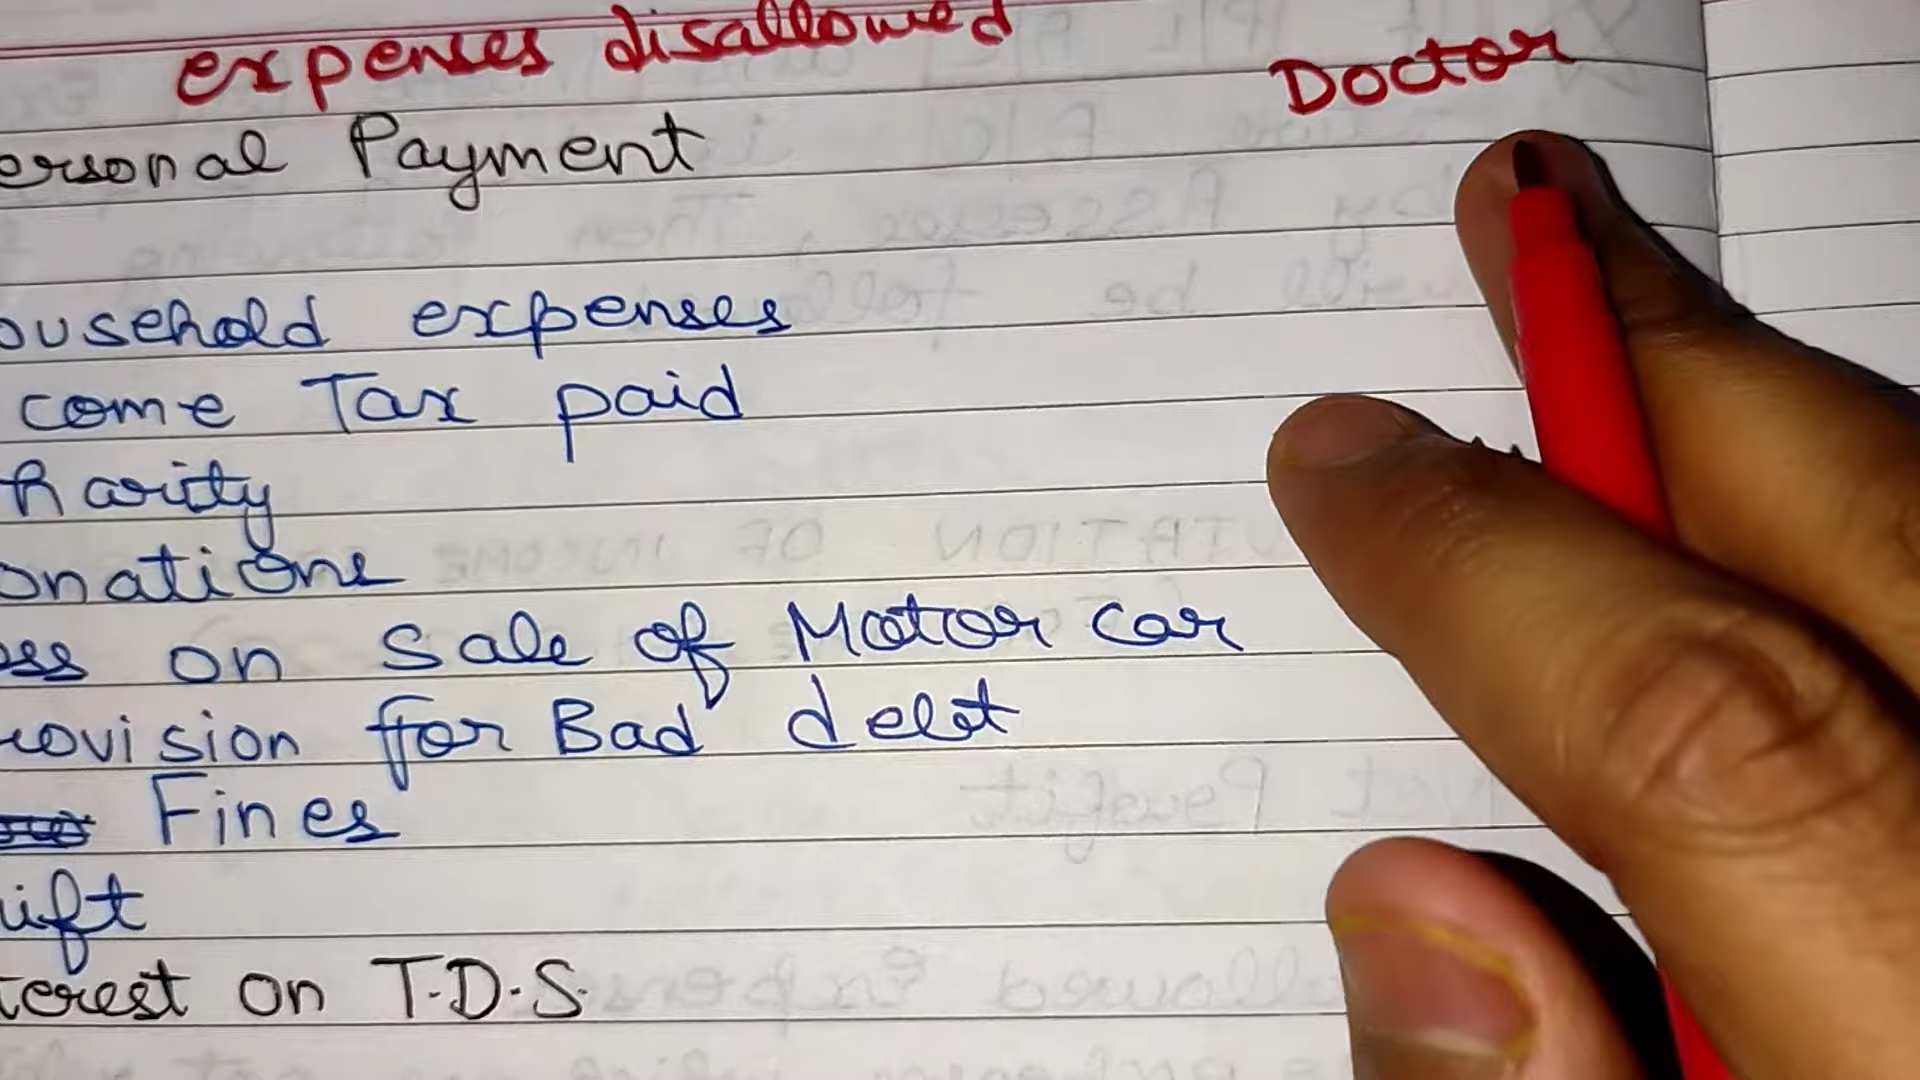 expenses disallowed
Doctor
ersonal Payment
ousehold expenses
come Tax paid
harity
onations
oss on sale of Motor car
rovision for Bad debt
Fines
ift
terest on T.D.S.